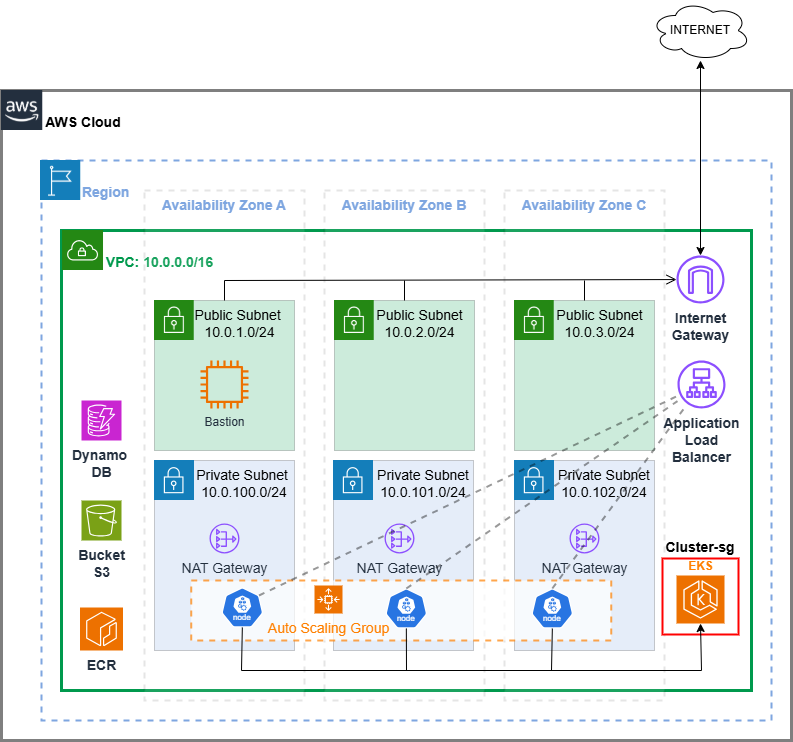 INTERNET
aws
AWS Cloud
Region
Availability Zone A
Availability Zone B
Availability Zone C
VPC: 10.0.0.0/16
Public Subnet
10.0.1.0/24
Public Subnet
10.0.2.0/24
Public Subnet
10.0.3.0/24
Internet
Gateway
Bastion
Application
Load
Balancer
Dynamo
DB
Private Subnet
10.0.100.0/24
Private Subnet
10.0.101.0/24
Private Subnet
10.0.102.0/24
Bucket
S3
NAT Gateway
NAT Gateway
NAT Gateway
Cluster-sg
EKS
K
node
node
node
Auto Scaling Group
ECR